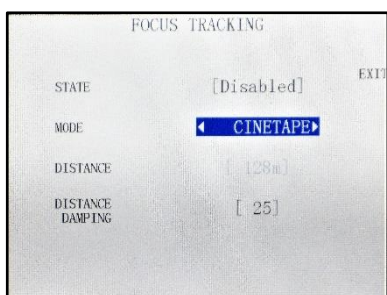 FOCUS TRACKING
EXIT
STATE [Disabled]
MODE ◀ CINETAPE▶
DISTANCE [ 128m]
DISTANCE
DAMPING [ 25]